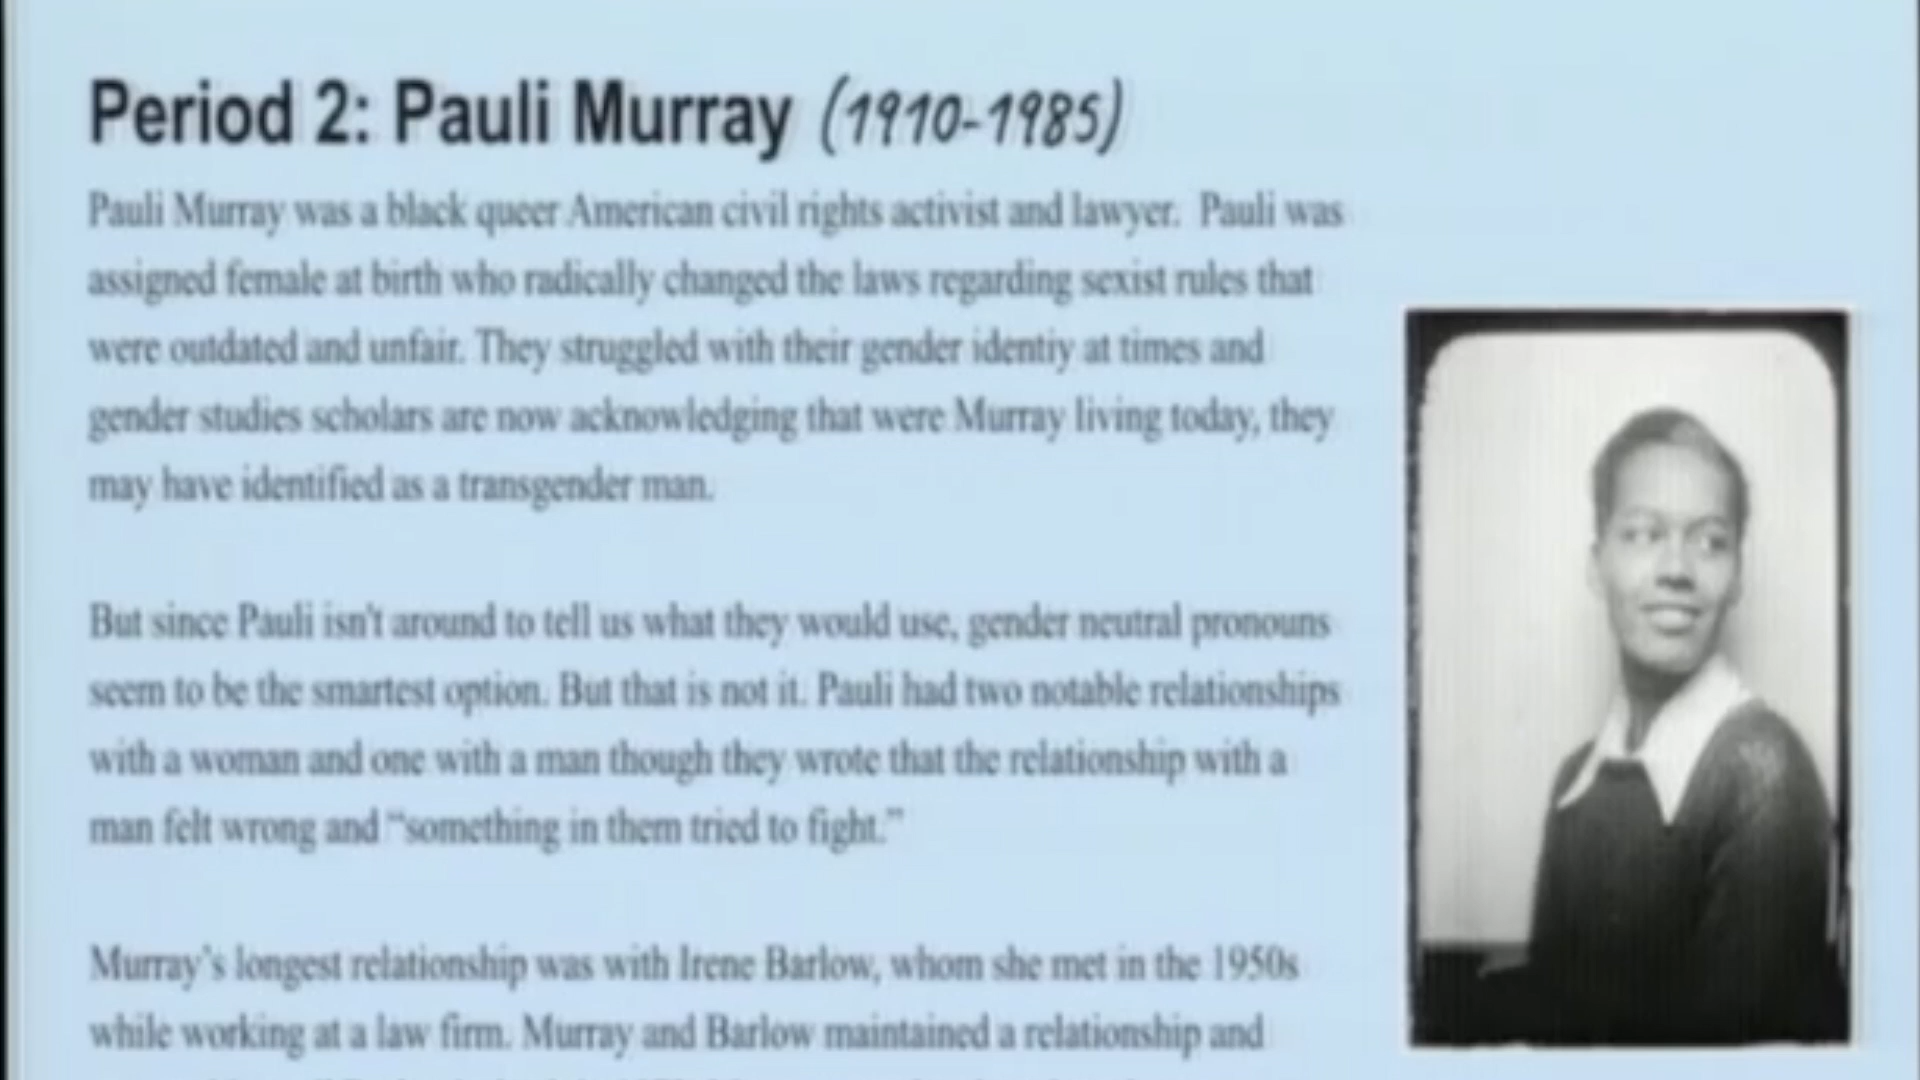 Period 2: Pauli Murray (1910-1985)
Pauli Murray was a black queer American civil rights activist and lawyer. Pauli was
assigned female at birth who radically changed the laws regarding sexist rules that
were outdated and unfair. They struggled with their gender identiy at times and
gender studies scholars are now acknowledging that were Murray living today, they
may have identified as a transgender man.
But since Pauli isn't around to tell us what they would use, gender neutral pronouns
seem to be the smartest option. But that is not it. Pauli had two notable relationships
with a woman and one with a man though they wrote that the relationship with a
man felt wrong and “something in them tried to fight.”
Murray’s longest relationship was with Irene Barlow, whom she met in the 1950s
while working at a law firm. Murray and Barlow maintained a relationship and